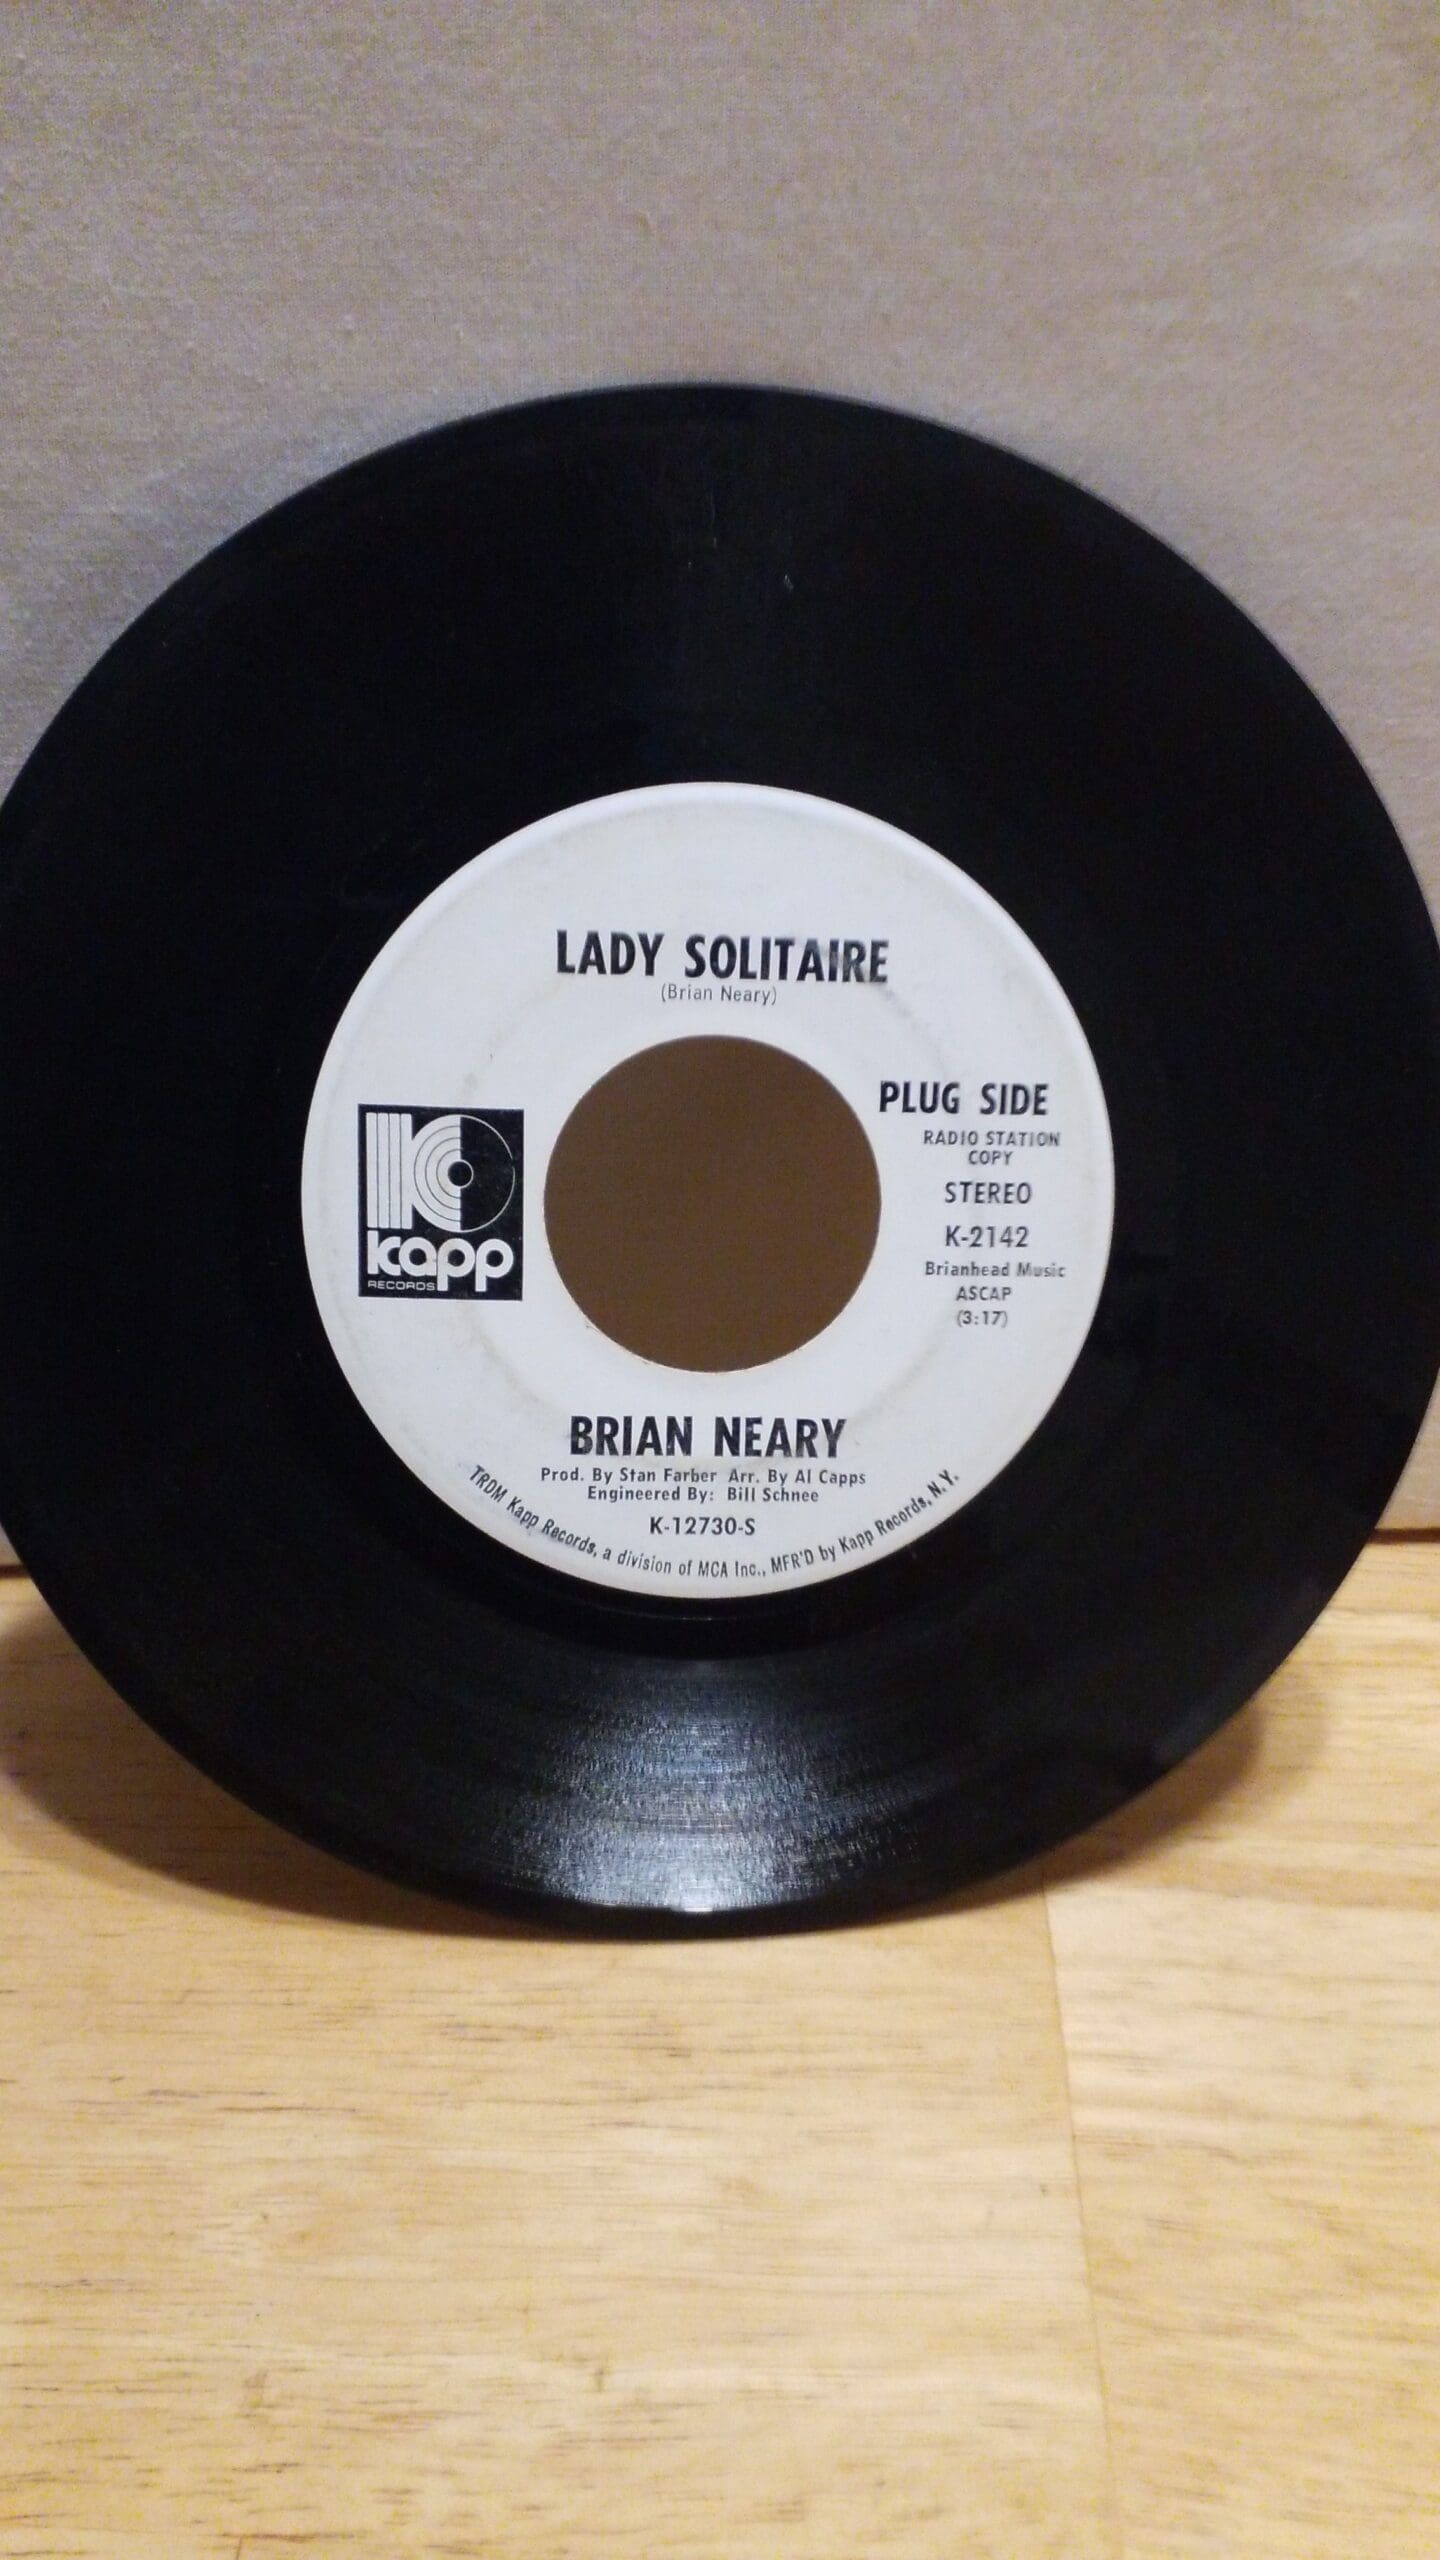 LADY SOLITAIRE
(Brian Neary)
PLUG SIDE
RADIO STATION
COPY
STEREO
K-2142
Brianhead Music
ASCAP
(3:17)
kapp
RECORDS
BRIAN NEARY
Prod. By Stan Farber Arr. By Al Capps
Engineered By: Bill Schnee
K-12730-S
TRDM Kapp Records, a division of MCA Inc., MFR'D by Kapp Records, N.Y.